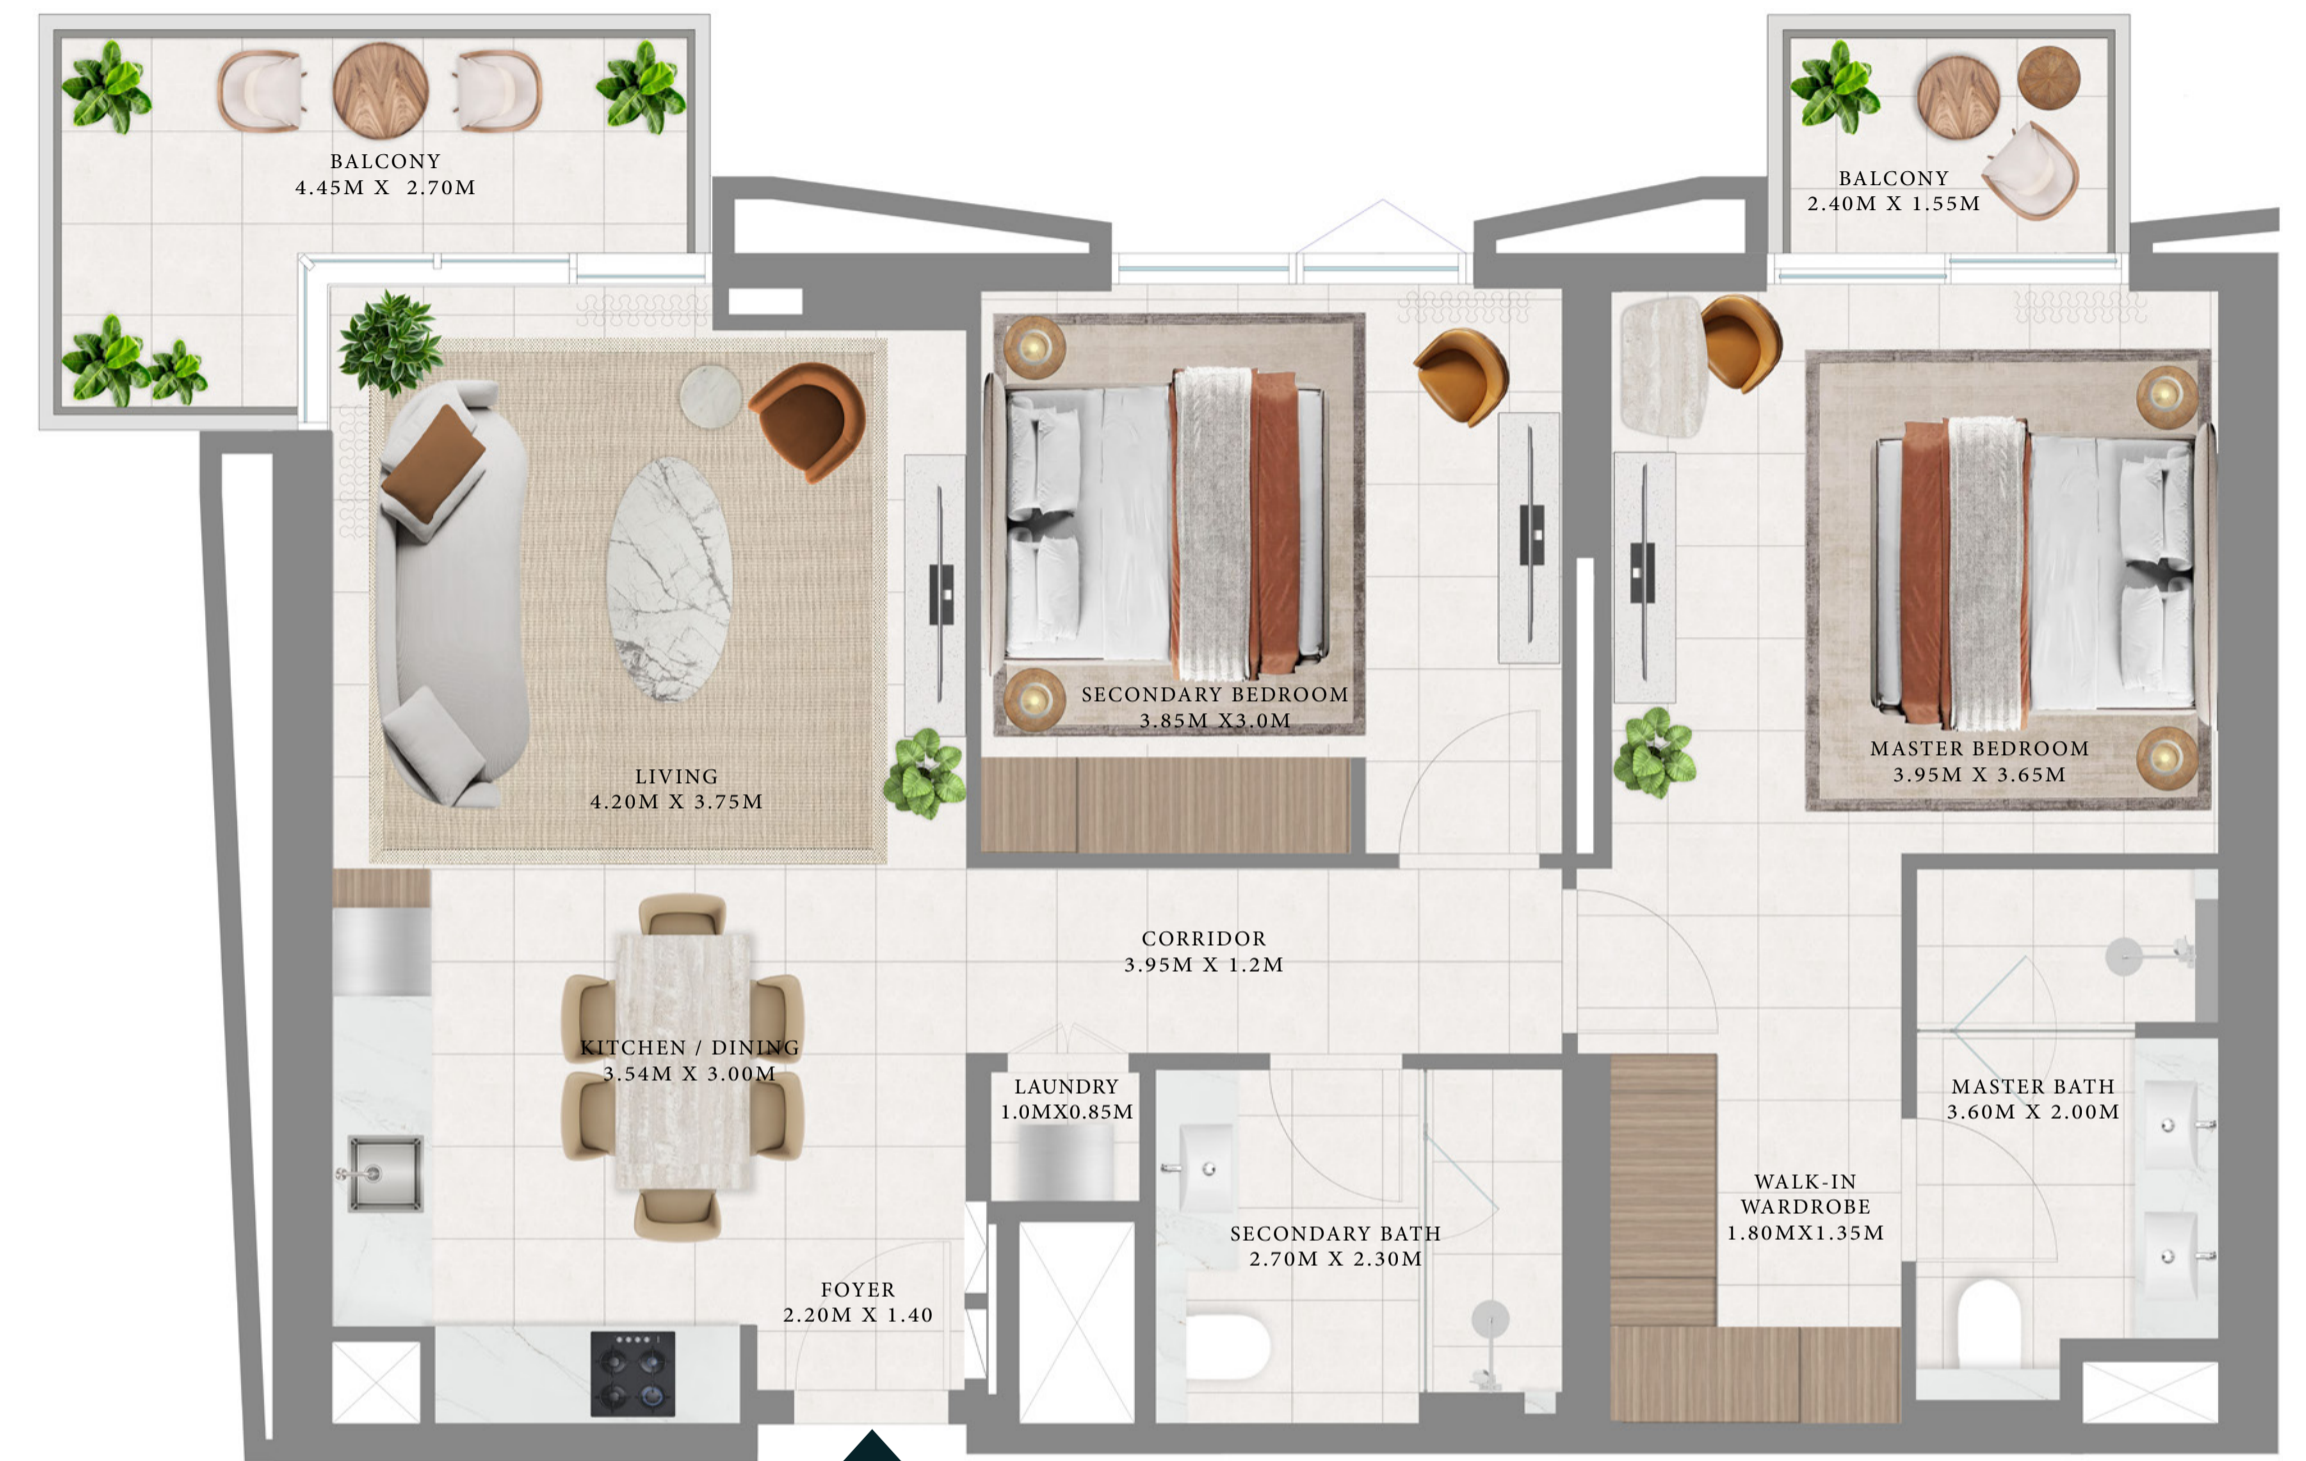 BALCONY
4.45M X  2.70M
BALCONY
2.40M X 1.55M
SECONDARY BEDROOM
3.85M X3.0M
MASTER BEDROOM
3.95M X 3.65M
LIVING
4.20M X 3.75M
CORRIDOR
3.95M X 1.2M
KITCHEN / DINING
3.54M X 3.00M
LAUNDRY
1.0MX0.85M
MASTER BATH
3.60M X 2.00M
WALK-IN
WARDROBE
1.80MX1.35M
SECONDARY BATH
2.70M X 2.30M
FOYER
2.20M X 1.40